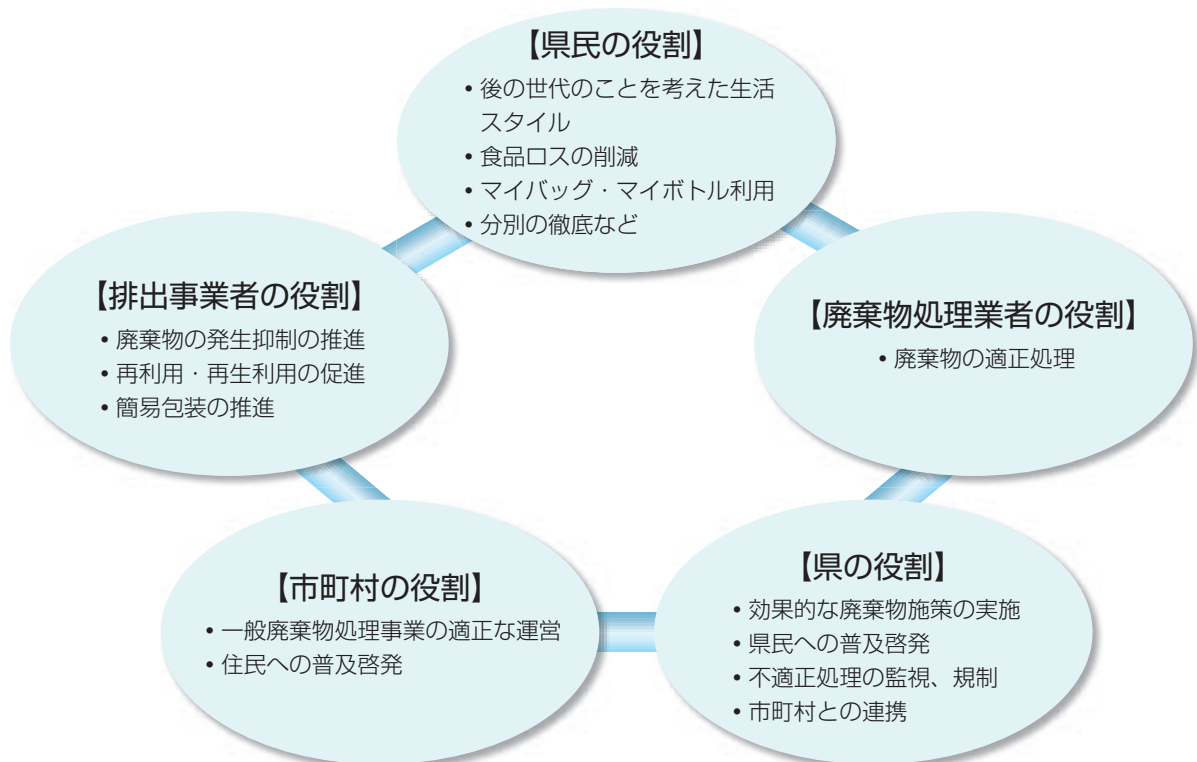 【県民の役割】
• 後の世代のことを考えた生活
スタイル
• 食品ロスの削減
• マイバッグ・マイボトル利用
• 分別の徹底など
【排出事業者の役割】
• 廃棄物の発生抑制の推進
• 再利用・再生利用の促進
• 簡易包装の推進
【廃棄物処理業者の役割】
• 廃棄物の適正処理
【市町村の役割】
• 一般廃棄物処理事業の適正な運営
• 住民への普及啓発
【県の役割】
• 効果的な廃棄物施策の実施
• 県民への普及啓発
• 不適正処理の監視、規制
• 市町村との連携